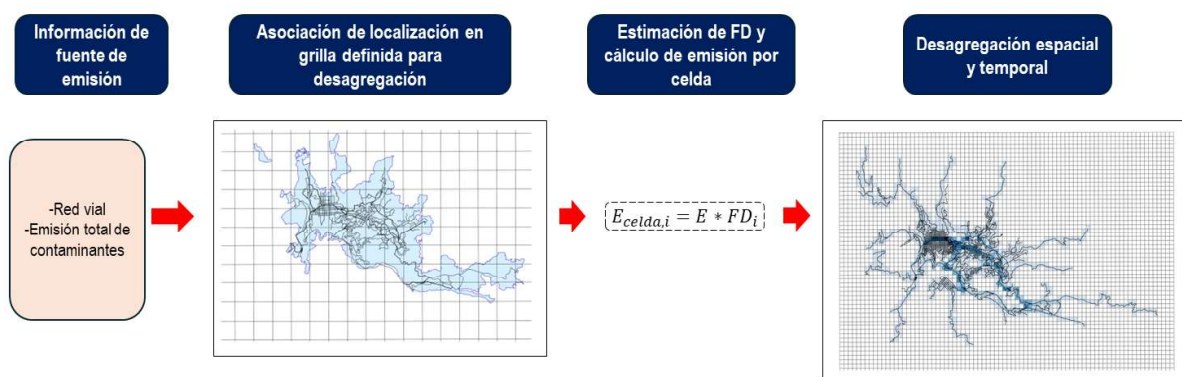 Información de
fuente de
emisión
Asociación de localización en
grilla definida para
desagregación
Estimación de FD y
cálculo de emisión por
celda
Desagregación espacial
y temporal
-Red vial
-Emisión total de
contaminantes
E_{celda,i} = E * FD_i